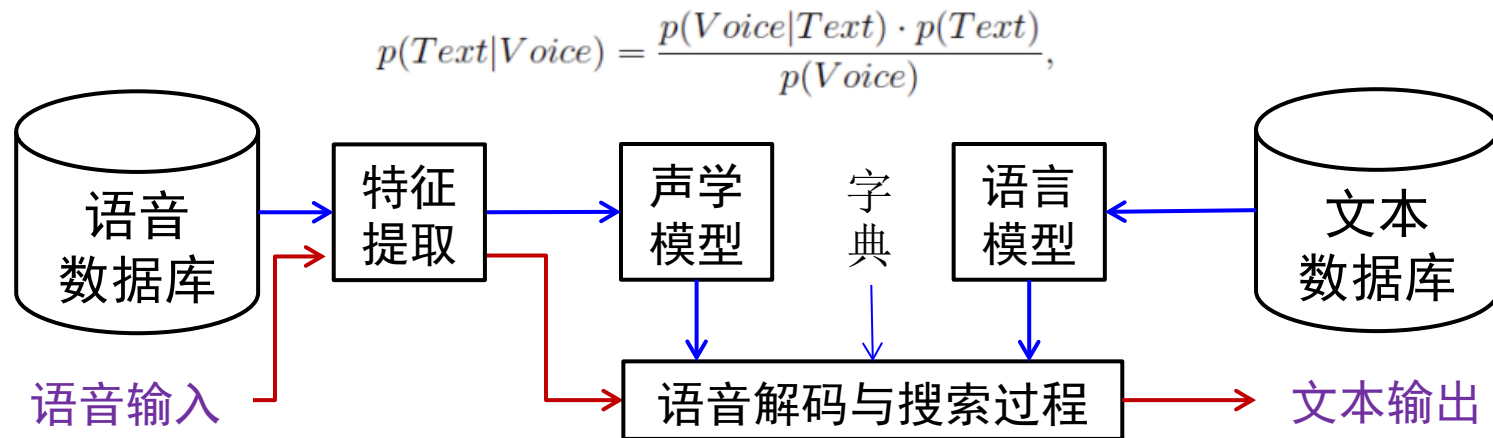 p(Text|Voice) = \frac{p(Voice|Text) · p(Text)}{p(Voice)},
语音
数据库
特征
提取
声学
模型
字
典
语言
模型
文本
数据库
语音输入
语音解码与搜索过程
文本输出